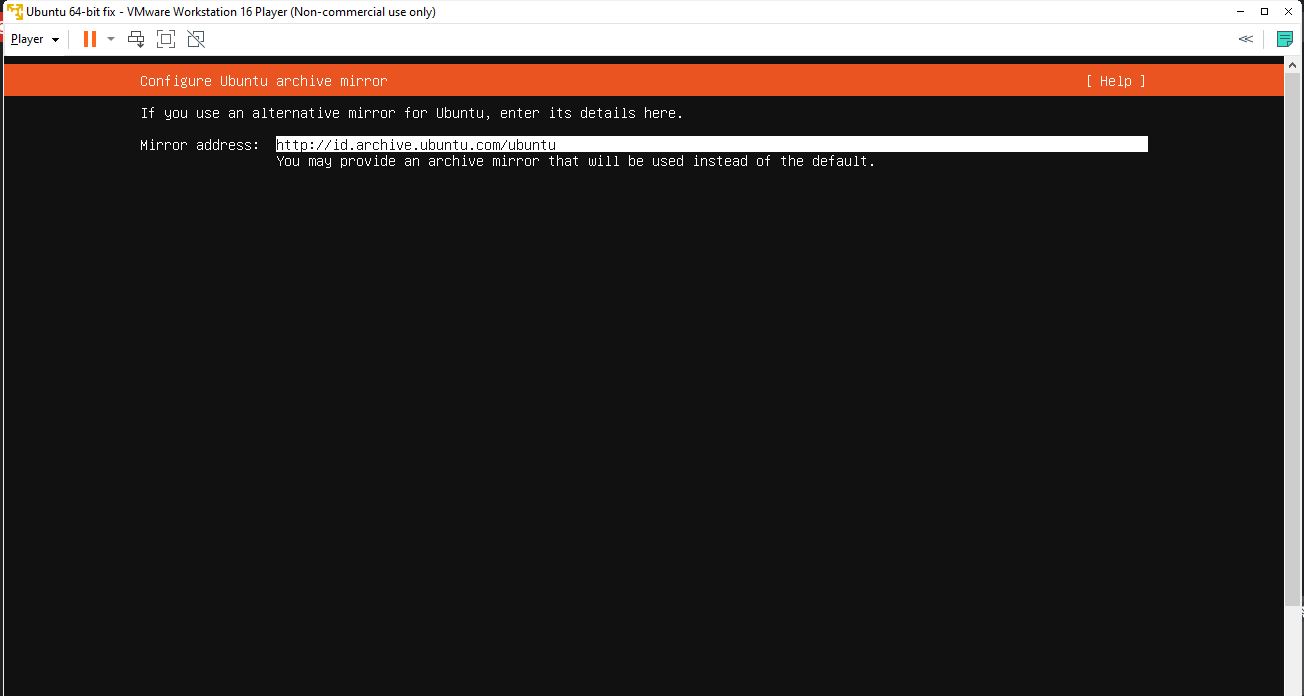 Ubuntu 64-bit fix - VMware Workstation 16 Player (Non-commercial use only)
Player
Configure Ubuntu archive mirror [ Help ]
If you use an alternative mirror for Ubuntu, enter its details here.
Mirror address: http://id.archive.ubuntu.com/ubuntu
You may provide an archive mirror that will be used instead of the default.